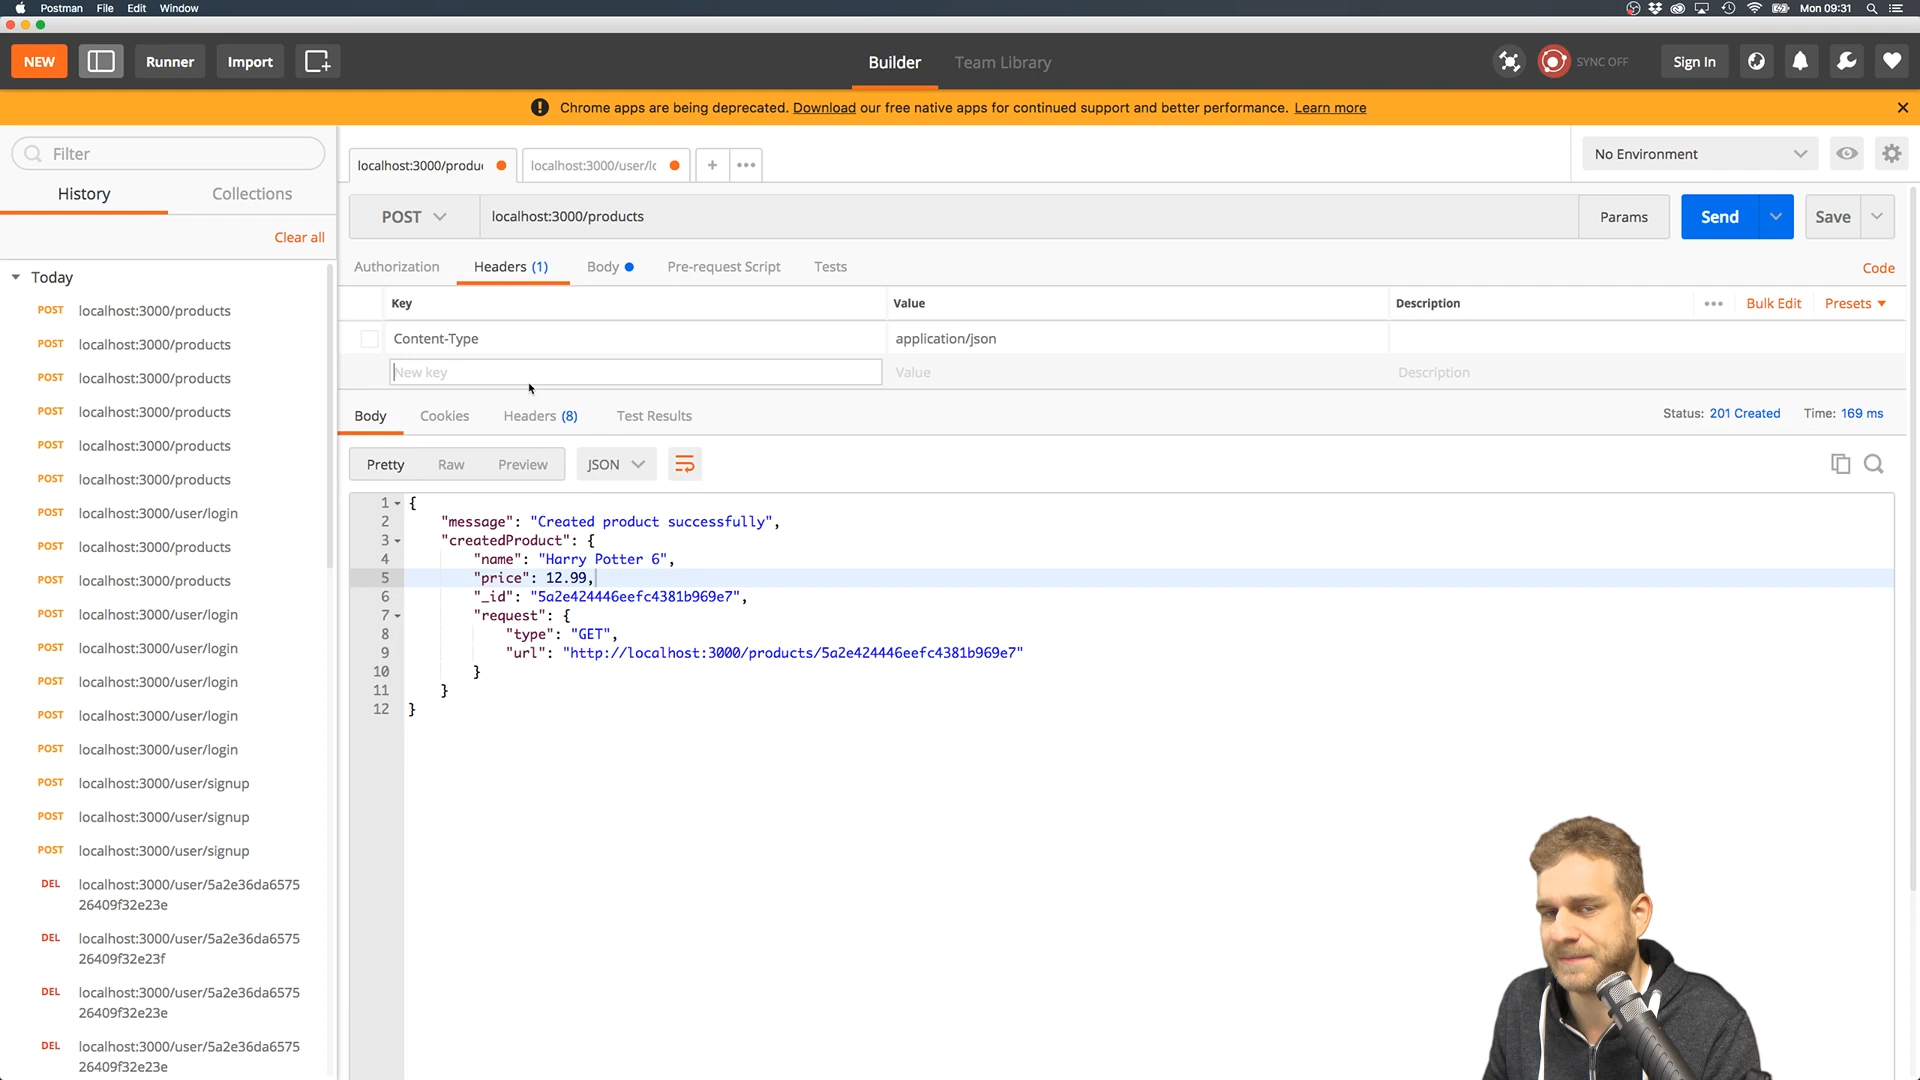 Postman File Edit Window Mon 09:31
NEW Runner Import Builder Team Library SYNC OFF Sign In
Chrome apps are being deprecated. Download our free native apps for continued support and better performance. Learn more
Filter
History Collections
Clear all
Today
POST localhost:3000/products
POST localhost:3000/products
POST localhost:3000/products
POST localhost:3000/products
POST localhost:3000/products
POST localhost:3000/products
POST localhost:3000/user/login
POST localhost:3000/products
POST localhost:3000/products
POST localhost:3000/user/login
POST localhost:3000/user/login
POST localhost:3000/user/login
POST localhost:3000/user/login
POST localhost:3000/user/login
POST localhost:3000/user/signup
POST localhost:3000/user/signup
POST localhost:3000/user/signup
DEL localhost:3000/user/5a2e36da6575
26409f32e23e
DEL localhost:3000/user/5a2e36da6575
26409f32e23f
DEL localhost:3000/user/5a2e36da6575
26409f32e23e
DEL localhost:3000/user/5a2e36da6575
26409f32e23e
localhost:3000/produc localhost:3000/user/lo + ••• No Environment
POST localhost:3000/products Params Send Save
Authorization Headers (1) Body Pre-request Script Tests Code
Key Value Description ••• Bulk Edit Presets
Content-Type application/json
New key Value Description
Body Cookies Headers (8) Test Results Status: 201 Created Time: 169 ms
Pretty Raw Preview JSON
1 {
2 "message": "Created product successfully",
3 "createdProduct": {
4 "name": "Harry Potter 6",
5 "price": 12.99,
6 "_id": "5a2e424446eefc4381b969e7",
7 "request": {
8 "type": "GET",
9 "url": "http://localhost:3000/products/5a2e424446eefc4381b969e7"
10 }
11 }
12 }